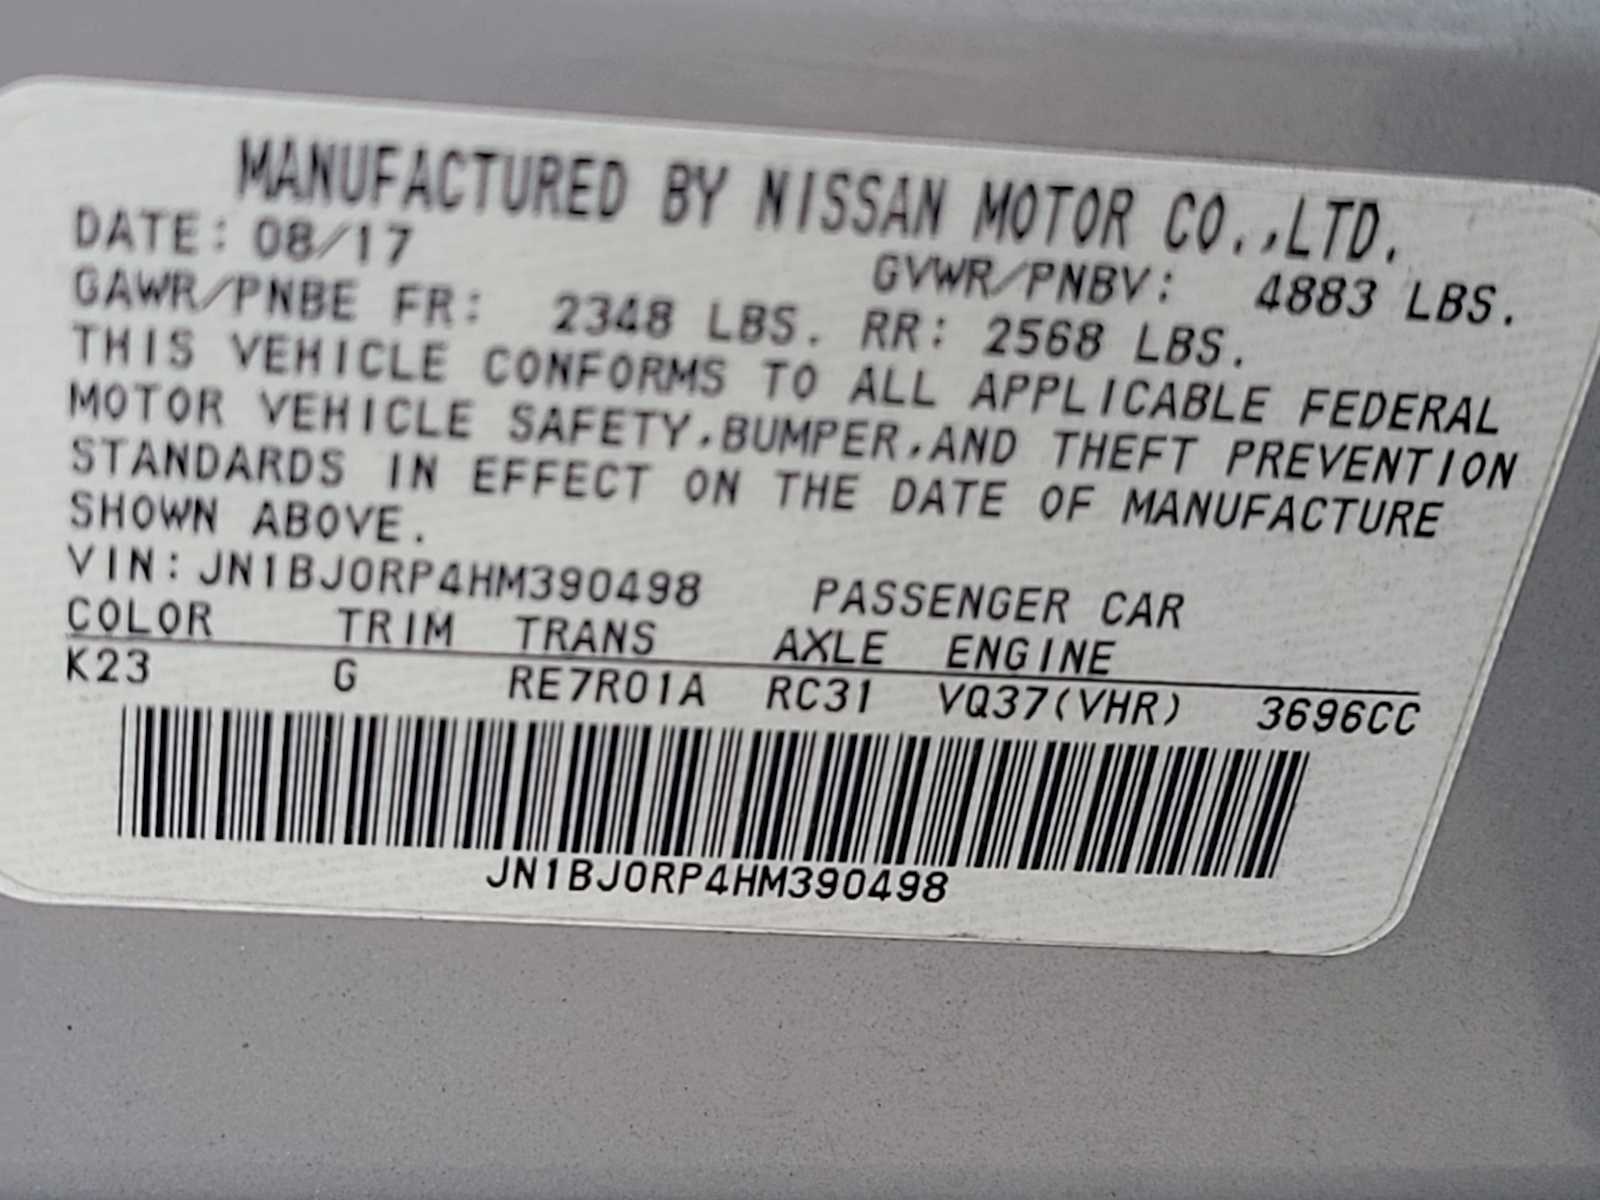 MANUFACTURED BY NISSAN MOTOR CO.,LTD.
DATE: 08/17 GVWR/PNBV: 4883 LBS.
GAWR/PNBE FR: 2348 LBS. RR: 2568 LBS.
THIS VEHICLE CONFORMS TO ALL APPLICABLE FEDERAL
MOTOR VEHICLE SAFETY,BUMPER,AND THEFT PREVENTION
STANDARDS IN EFFECT ON THE DATE OF MANUFACTURE
SHOWN ABOVE.
VIN: JN1BJ0RP4HM390498 PASSENGER CAR
COLOR TRIM TRANS AXLE ENGINE
K23 G RE7R01A RC31 VQ37(VHR) 3696CC
JN1BJ0RP4HM390498